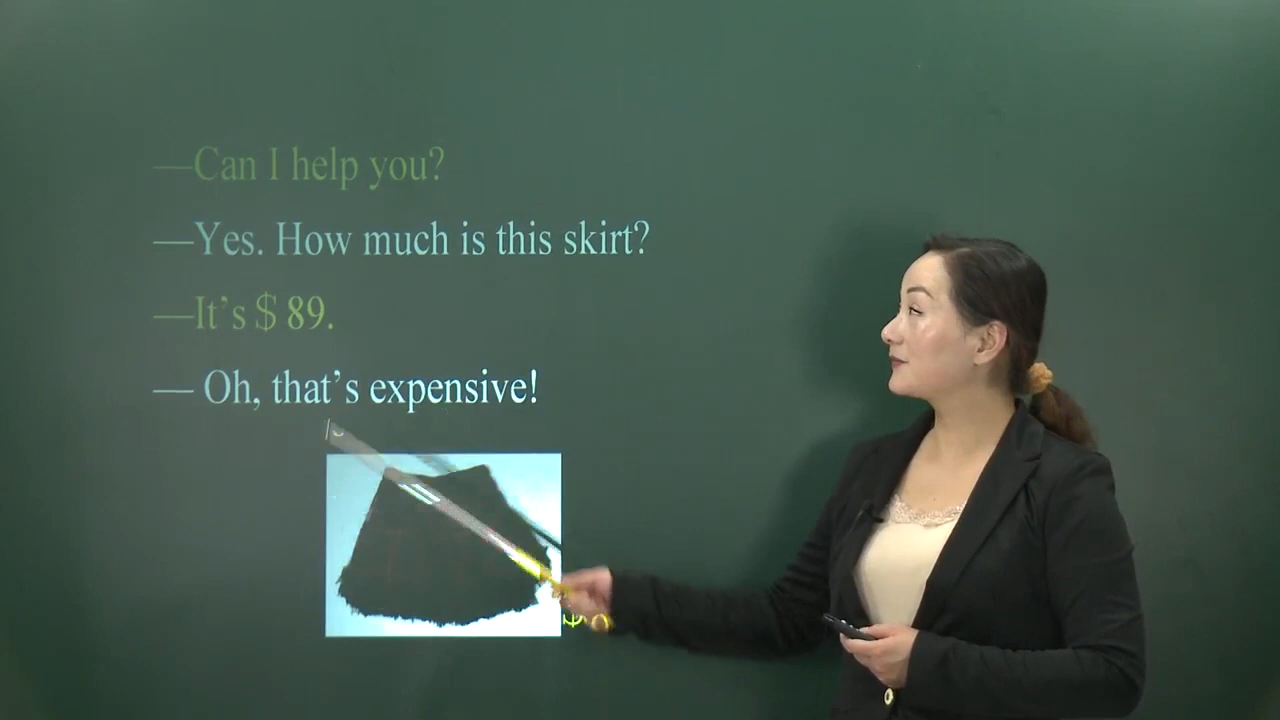 —Can I help you?
—Yes. How much is this skirt?
—It's $ 89.
— Oh, that's expensive!
$